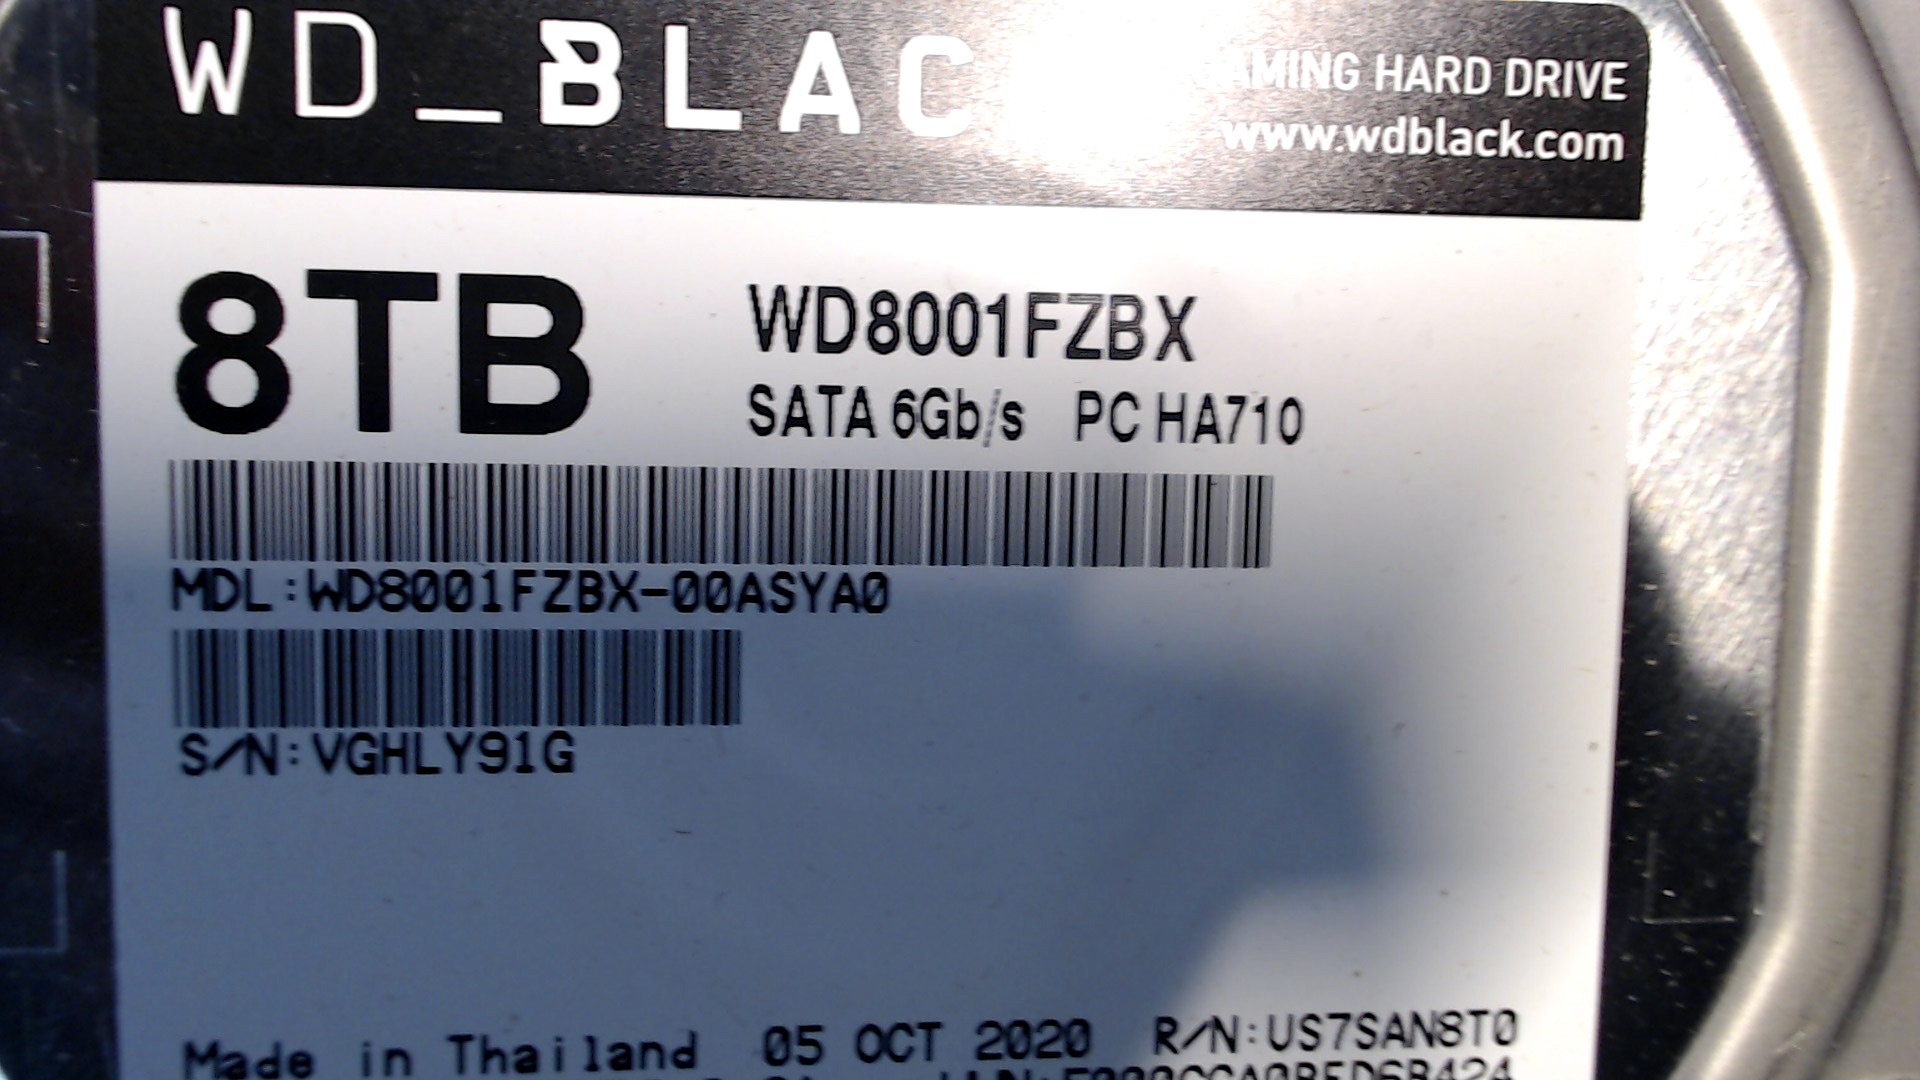 WD_BLAC
GAMING HARD DRIVE
www.wdblack.com
8TB
WD8001FZBX
SATA 6Gb/s PC HA710
MDL:WD8001FZBX-00ASYA0
S/N:VGHLY91G
Made in Thailand 05 OCT 2020 R/N:US7SAN8T0